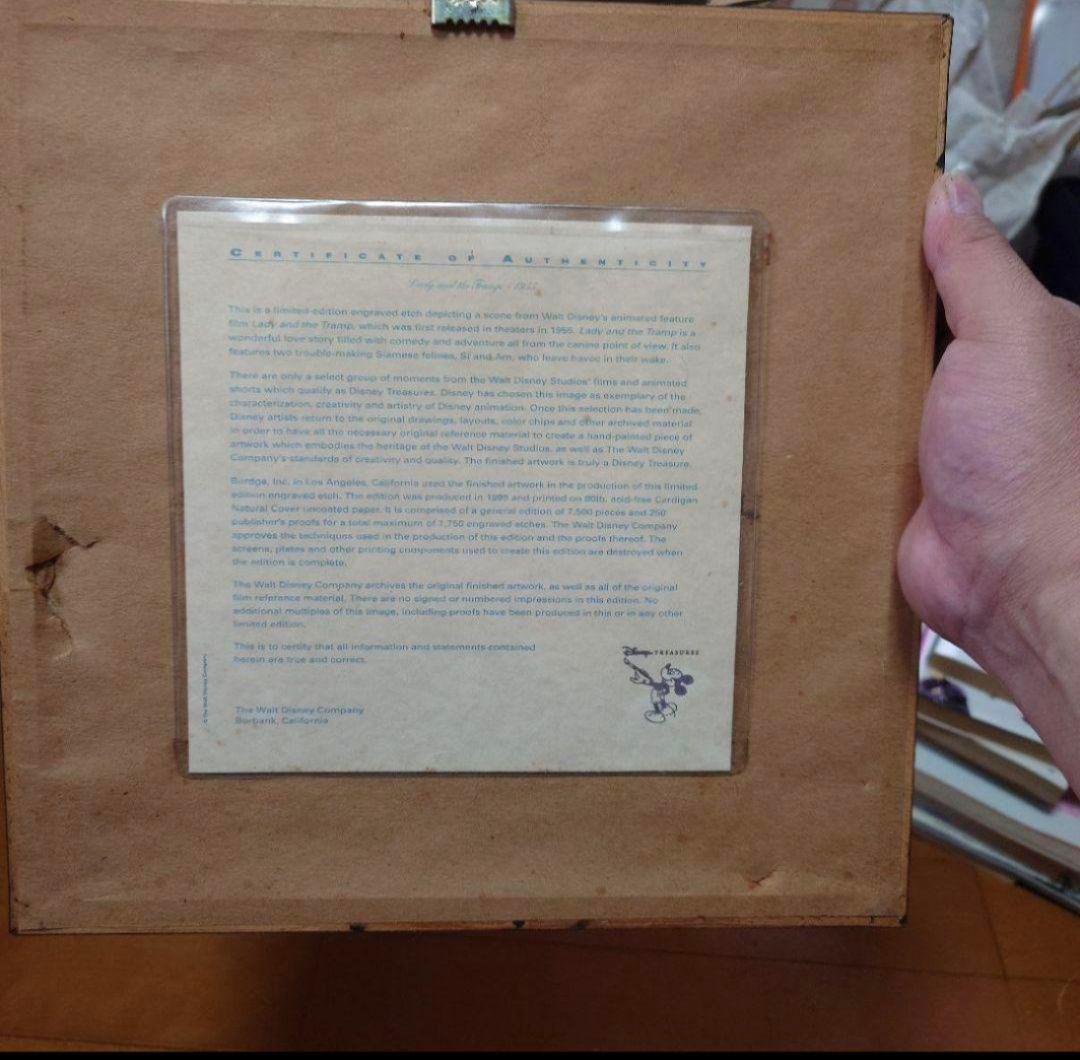 CERTIFICATE OF AUTHENTICITY
Lady and the Tramp - 1955
This is a limited edition engraved etch depicting a scene from Walt Disney's animated feature
film Lady and the Tramp, which was first released in theaters in 1955. Lady and the Tramp is a
wonderful love story filled with comedy and adventure all from the canine point of view. It also
features two trouble-making Siamese felines, Si and Am, who leave havoc in their wake.
There are only a select group of moments from the Walt Disney Studios' films and animated
shorts which qualify as Disney Treasures. Disney has chosen this image as exemplary of the
characterization, creativity and artistry of Disney animation. Once this selection has been made,
Disney artists return to the original drawings, layouts, color chips and other archived material
in order to have all the necessary original reference material to create a hand-painted piece of
artwork which embodies the heritage of the Walt Disney Studios, as well as The Walt Disney
Company's standards of creativity and quality. The finished artwork is truly a Disney Treasure.
Burdge, Inc. in Los Angeles, California used the finished artwork in the production of this limited
edition engraved etch. The edition was produced in and printed on 80lb. acid-free Cardigan
Natural Cover uncoated paper. It is comprised of a general edition of 7,500 pieces and 250
publisher's proofs for a total maximum of 7,750 engraved etches. The Walt Disney Company
approves the techniques used in the production of this edition and the proofs thereof. The
screens, plates and other printing components used to create this edition are destroyed when
the edition is complete.
The Walt Disney Company archives the original finished artwork, as well as all of the original
film reference material. There are no signed or numbered impressions in this edition. No
additional multiples of this image, including proofs have been produced in this or in any other
limited edition.
This is to certify that all information and statements contained
herein are true and correct.
Disney TREASURES
© The Walt Disney Company
The Walt Disney Company
Burbank, California